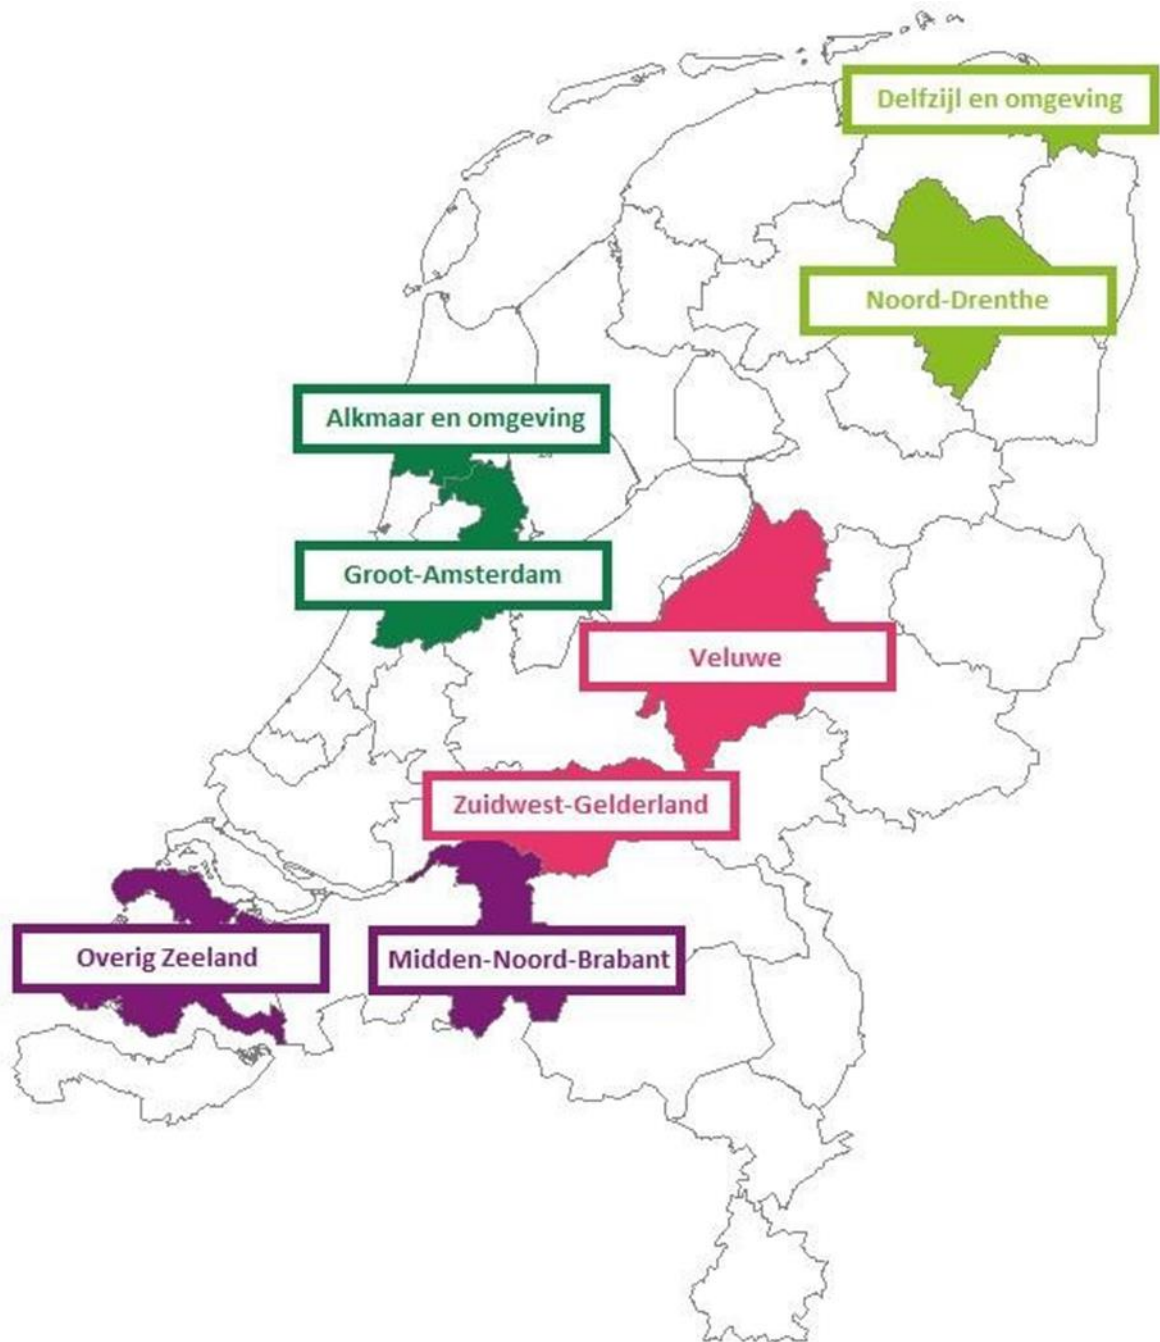 Delfzijl en omgeving
Noord-Drenthe
Alkmaar en omgeving
Groot-Amsterdam
Veluwe
Zuidwest-Gelderland
Overig Zeeland
Midden-Noord-Brabant